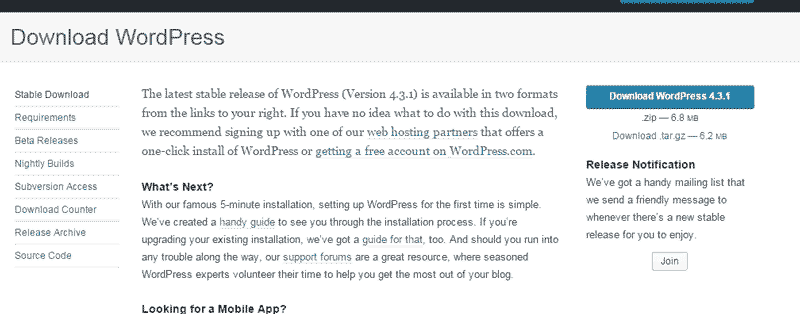 Download WordPress
Stable Download
Requirements
Beta Releases
Nightly Builds
Subversion Access
Download Counter
Release Archive
Source Code
The latest stable release of WordPress (Version 4.3.1) is available in two formats
from the links to your right. If you have no idea what to do with this download,
we recommend signing up with one of our web hosting partners that offers a
one-click install of WordPress or getting a free account on WordPress.com.
What's Next?
With our famous 5-minute installation, setting up WordPress for the first time is simple.
We've created a handy guide to see you through the installation process. If you're
upgrading your existing installation, we've got a guide for that, too. And should you run into
any trouble along the way, our support forums are a great resource, where seasoned
WordPress experts volunteer their time to help you get the most out of your blog.
Looking for a Mobile App?
Download WordPress 4.3.1
.zip — 6.8 MB
Download .tar.gz — 6.2 MB
Release Notification
We've got a handy mailing list that
we send a friendly message to
whenever there's a new stable
release for you to enjoy.
Join